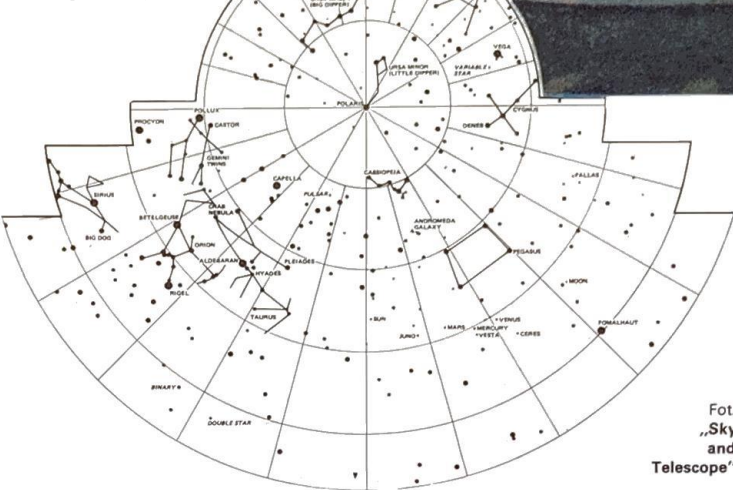 (BIG DIPPER)
VEGA
URSA MINOR
(LITTLE DIPPER)
VARIABLE
STAR
POLARIS
CYGNUS
POLLUX
PROCYON
CASTOR
DENEB
GEMINI
TWINS
CASSIOPEIA
PALLAS
CAPELLA
SIRIUS
PULSAR
CRAB
NEBULA
BETELGEUSE
ANDROMEDA
GALAXY
BIG DOG
ORION
PEGASUS
ALDEBARAN
PLEIADES
HYADES
MOON
RIGEL
TAURUS
SUN
VENUS
FOMALHAUT
MARS
MERCURY
JUNO
VESTA
CERES
BINARY
DOUBLE STAR
Fot.
„Sky
and
Telescope"